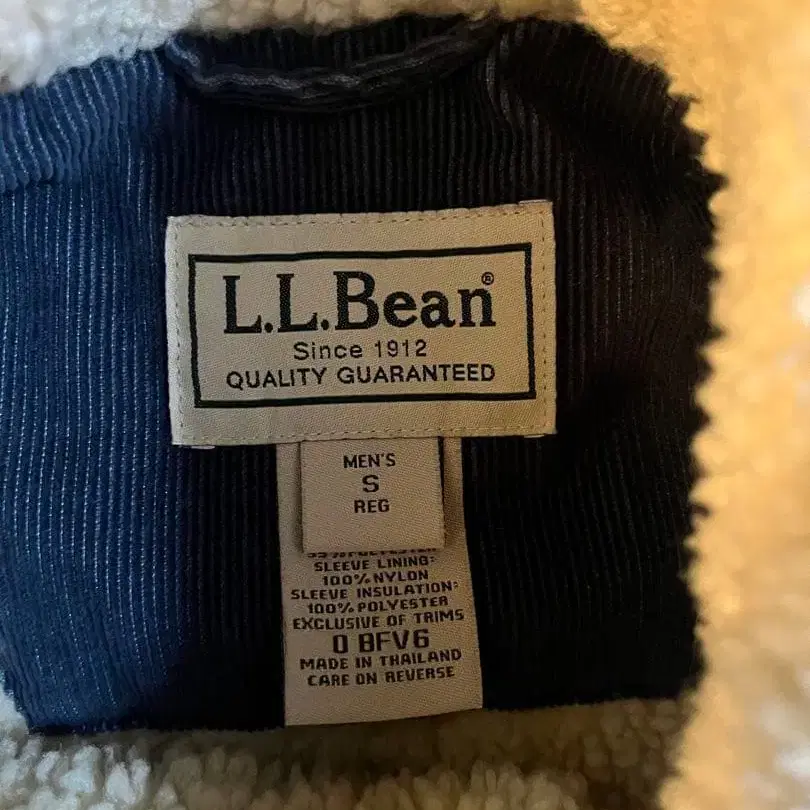 L.L.Bean®
Since 1912
QUALITY GUARANTEED
MEN'S
S
REG
SLEEVE LINING:
100% NYLON
SLEEVE INSULATION:
100% POLYESTER
EXCLUSIVE OF TRIMS
0 BFV6
MADE IN THAILAND
CARE ON REVERSE